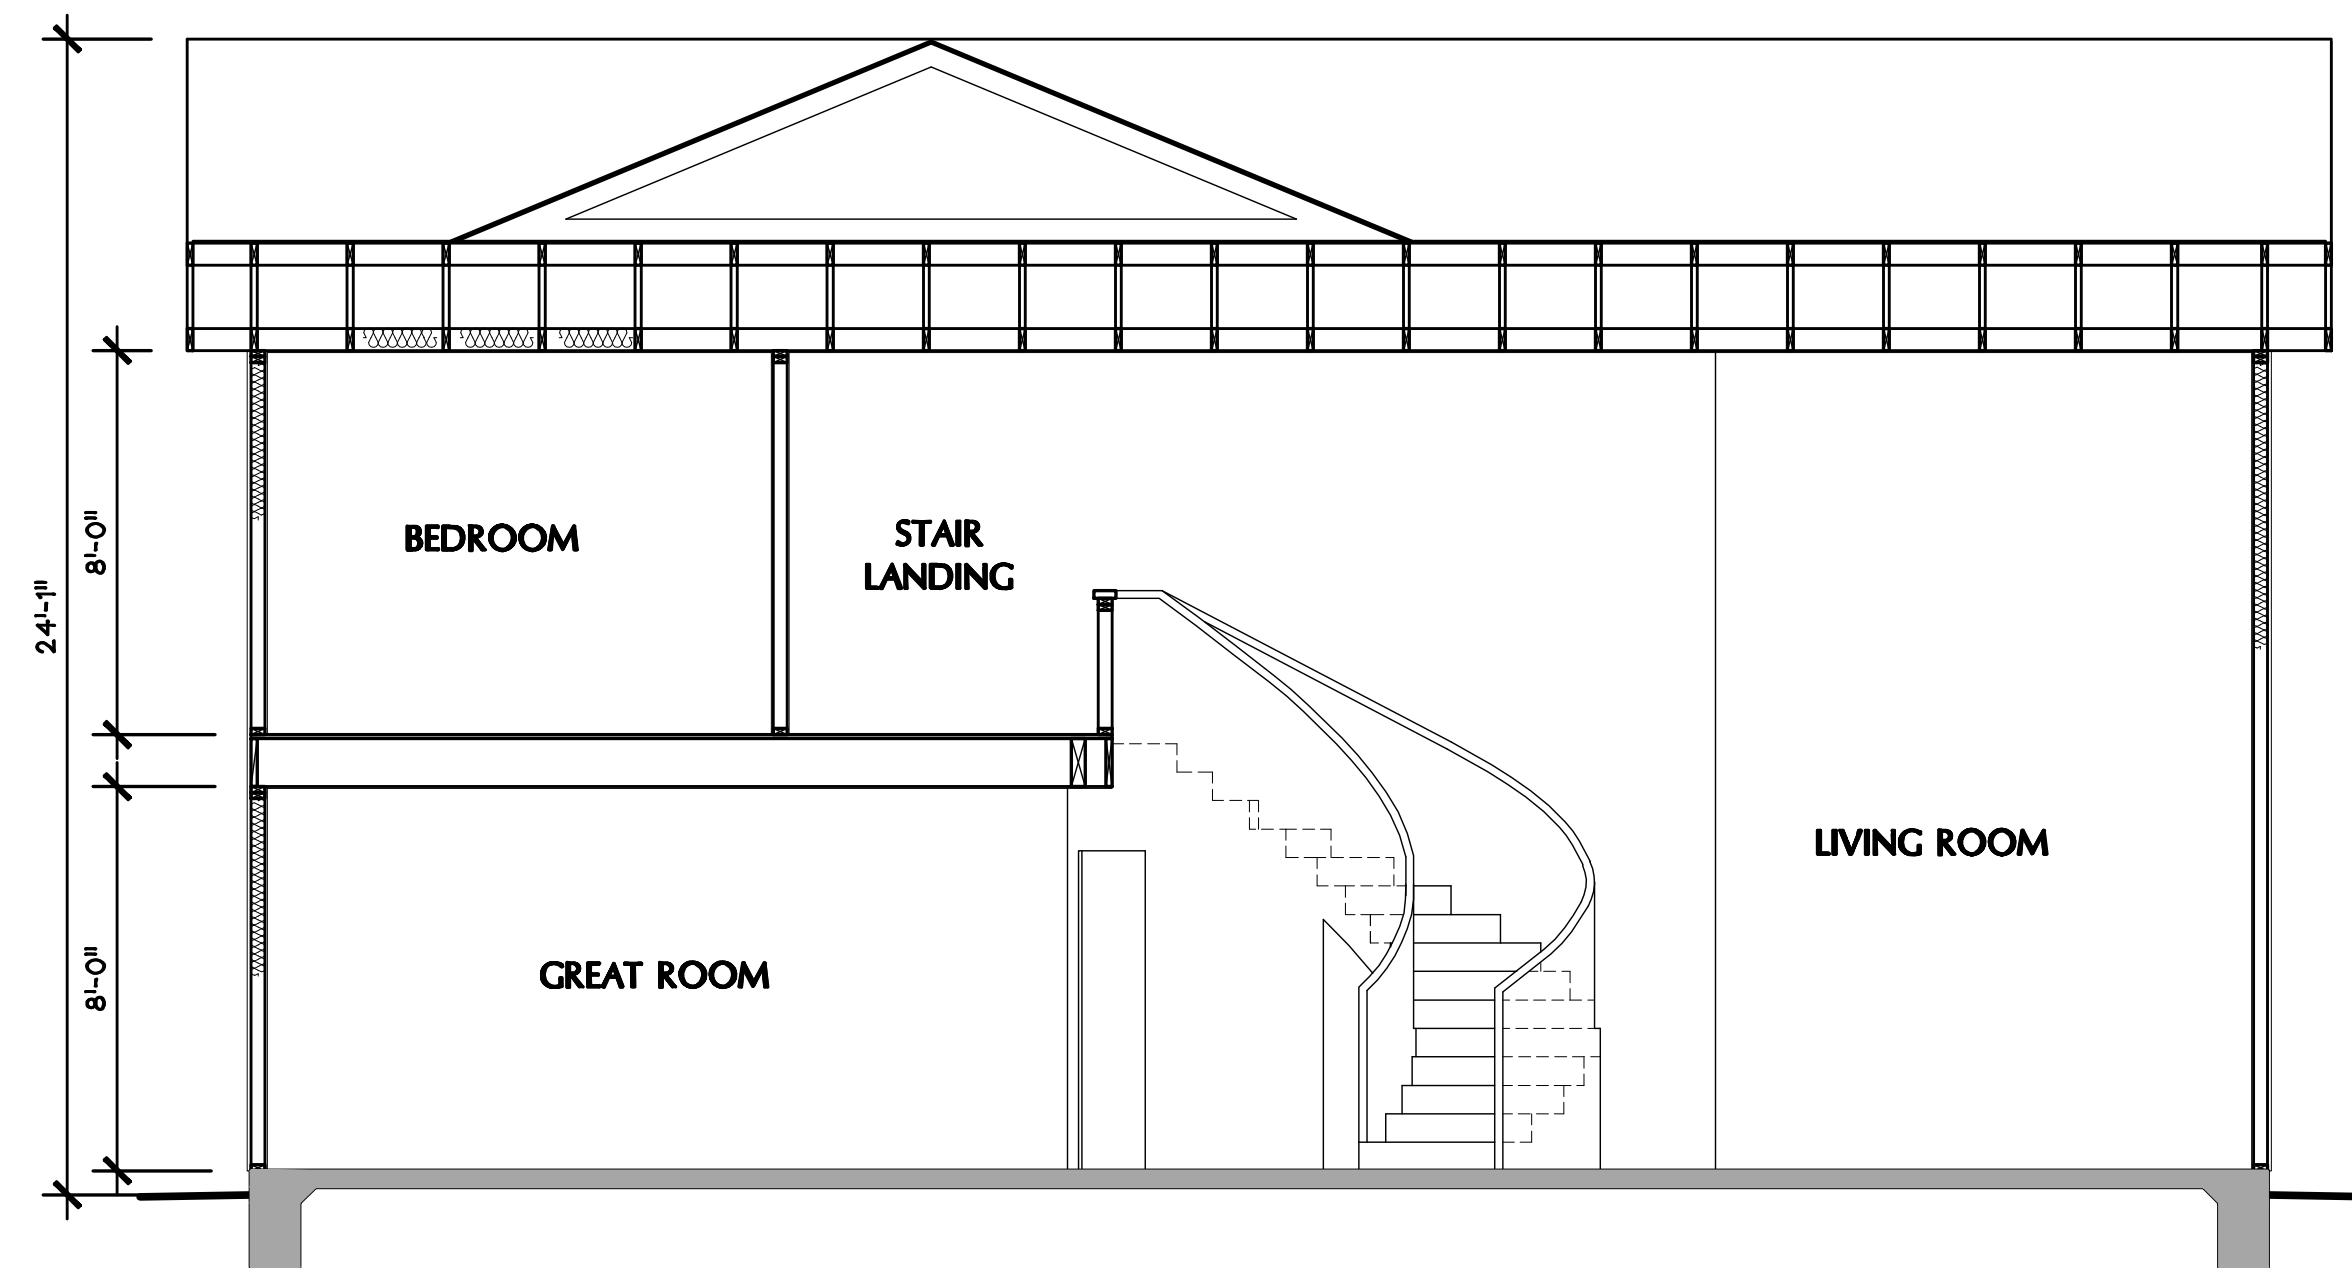 24'-1"
8'-0"
8'-0"
BEDROOM
STAIR
LANDING
LIVING ROOM
GREAT ROOM